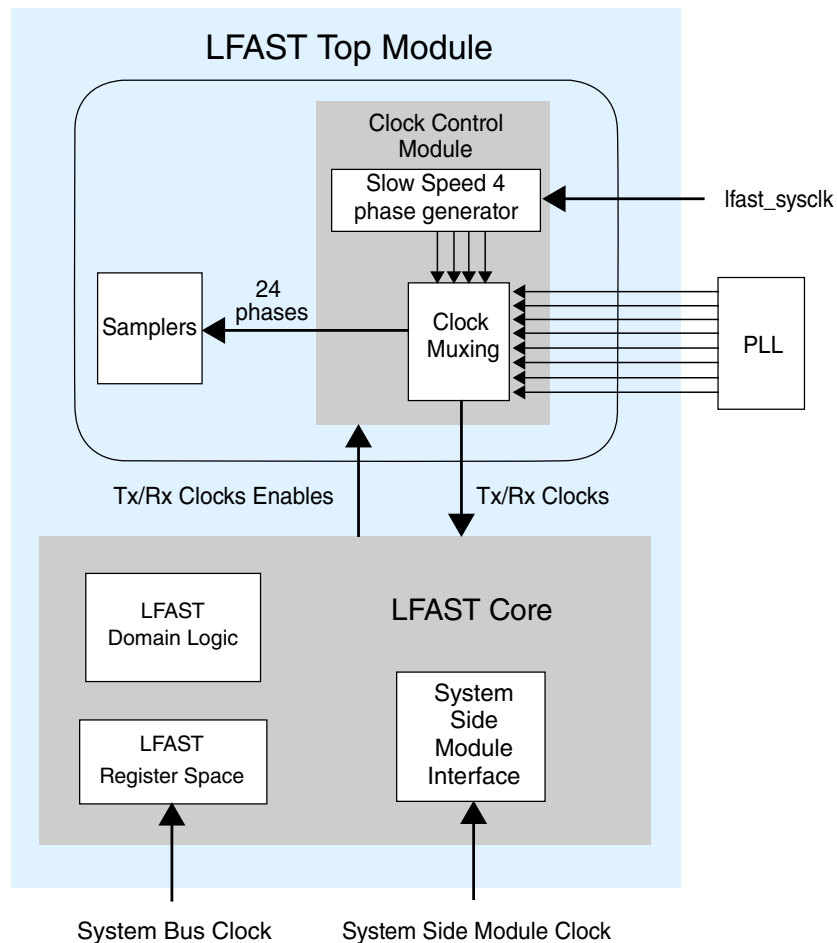 LFAST Top Module
Clock Control
Module
Slow Speed 4
phase generator
lfast_sysclk
24
phases
Samplers
Clock
Muxing
PLL
Tx/Rx Clocks Enables
Tx/Rx Clocks
LFAST
Domain Logic
LFAST Core
System
Side
Module
Interface
LFAST
Register Space
System Bus Clock
System Side Module Clock